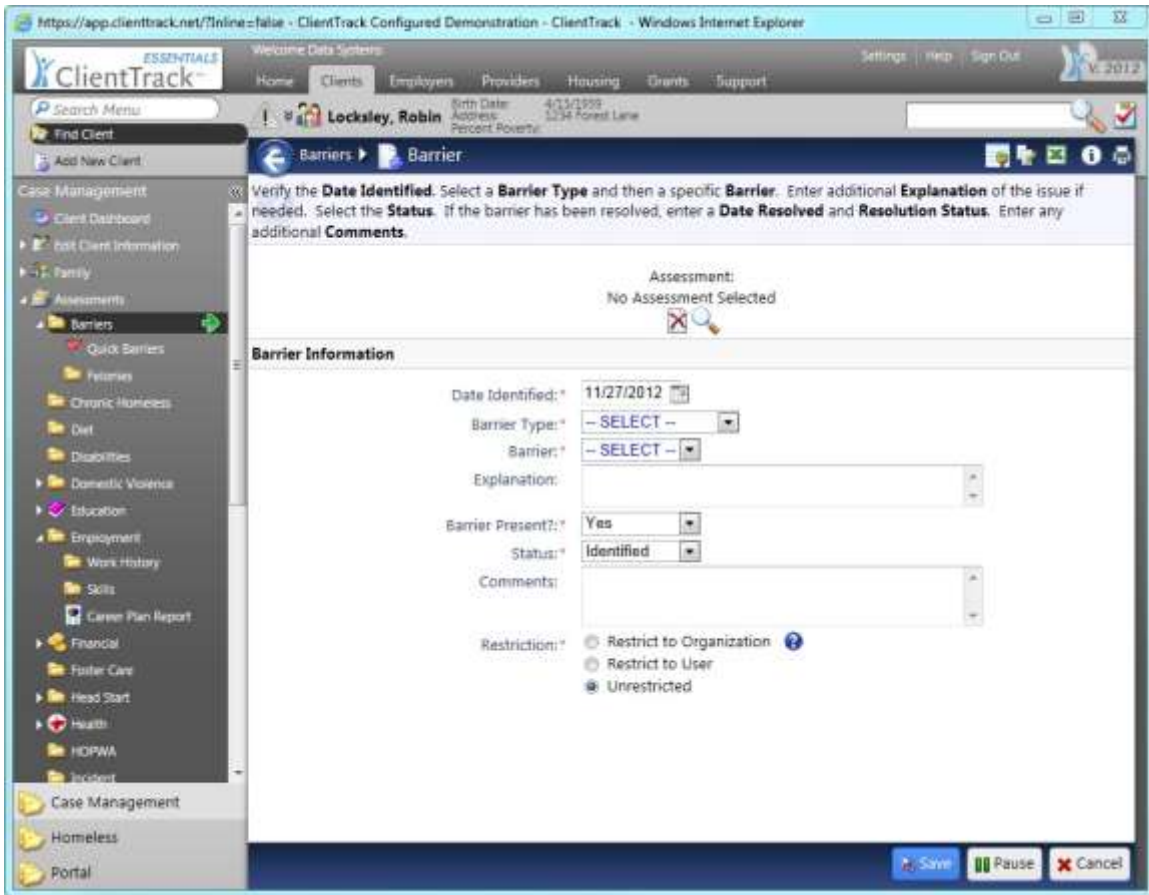 https://app.clienttrack.net/?Inline=false - ClientTrack Configured Demonstration - ClientTrack - Windows Internet Explorer
ESSENTIALS
ClientTrack
Welcome Data Systems
Settings | Help | Sign Out
V. 2012
Home Clients Employers Providers Housing Grants Support
Search Menu
Find Client
Add New Client
Locksley, Robin
Birth Date: 4/15/1959
Address: 1234 Forest Lane
Percent Poverty:
Barriers Barrier
Case Management
Client Dashboard
Edit Client Information
Family
Assessments
Barriers
Quick Barriers
Felonies
Chronic Homeless
Diet
Disabilities
Domestic Violence
Education
Employment
Work History
Skills
Career Plan Report
Financial
Foster Care
Head Start
Health
HOPWA
Incident
Case Management
Homeless
Portal
Verify the Date Identified. Select a Barrier Type and then a specific Barrier. Enter additional Explanation of the issue if
needed. Select the Status. If the barrier has been resolved, enter a Date Resolved and Resolution Status. Enter any
additional Comments.
Assessment:
No Assessment Selected
Barrier Information
Date Identified:* 11/27/2012
Barrier Type:* -- SELECT --
Barrier:* -- SELECT --
Explanation:
Barrier Present?:* Yes
Status:* Identified
Comments:
Restriction:* Restrict to Organization
Restrict to User
Unrestricted
Save Pause Cancel